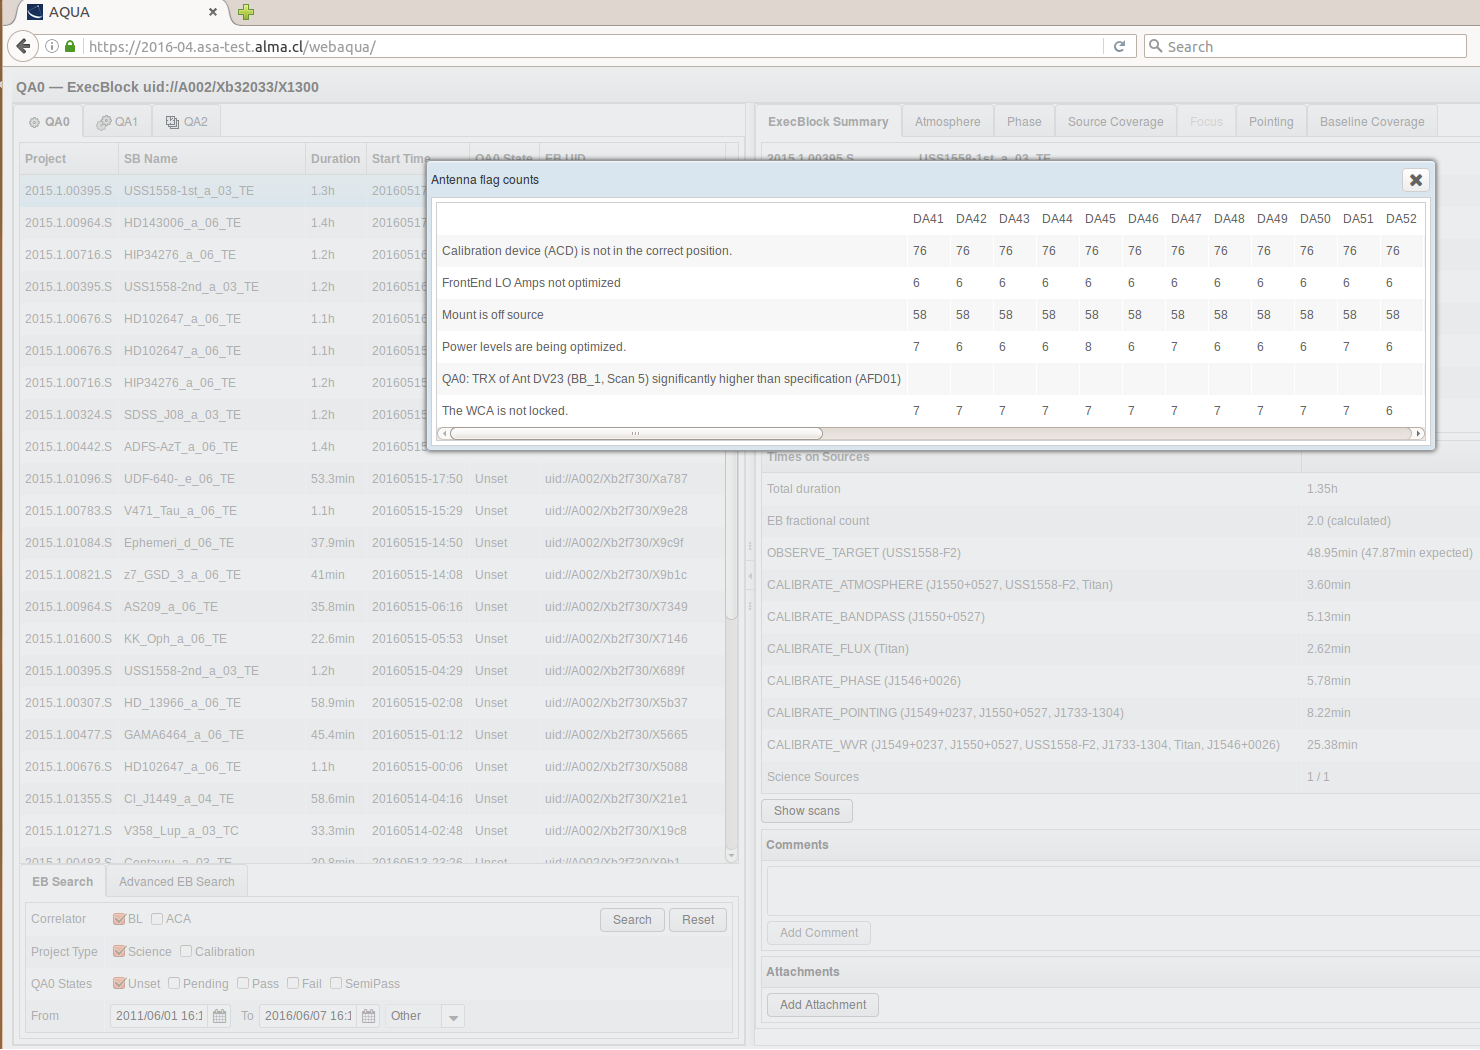 AQUA
https://2016-04.asa-test.alma.cl/webaqua/
Search
QA0 — ExecBlock uid://A002/Xb32033/X1300
QA0 QA1 QA2
ExecBlock Summary Atmosphere Phase Source Coverage Focus Pointing Baseline Coverage
Project SB Name Duration Start Time QA0 State EB UID
2015.1.00395.S USS1558-1st_a_03_TE
2015.1.00395.S USS1558-1st_a_03_TE 1.3h 20160517
2015.1.00964.S HD143006_a_06_TE 1.4h 20160517
2015.1.00716.S HIP34276_a_06_TE 1.2h 20160516
2015.1.00395.S USS1558-2nd_a_03_TE 1.2h 20160516
2015.1.00676.S HD102647_a_06_TE 1.1h 20160516
2015.1.00676.S HD102647_a_06_TE 1.1h 20160516
2015.1.00716.S HIP34276_a_06_TE 1.2h 20160515
2015.1.00324.S SDSS_J08_a_03_TE 1.2h 20160515
2015.1.00442.S ADFS-AzT_a_06_TE 1.4h 20160515
2015.1.01096.S UDF-640-_e_06_TE 53.3min 20160515-17:50 Unset uid://A002/Xb2f730/Xa787
2015.1.00783.S V471_Tau_a_06_TE 1.1h 20160515-15:29 Unset uid://A002/Xb2f730/X9e28
2015.1.01084.S Ephemeri_d_06_TE 37.9min 20160515-14:50 Unset uid://A002/Xb2f730/X9c9f
2015.1.00821.S z7_GSD_3_a_06_TE 41min 20160515-14:08 Unset uid://A002/Xb2f730/X9b1c
2015.1.00964.S AS209_a_06_TE 35.8min 20160515-06:16 Unset uid://A002/Xb2f730/X7349
2015.1.01600.S KK_Oph_a_06_TE 22.6min 20160515-05:53 Unset uid://A002/Xb2f730/X7146
2015.1.00395.S USS1558-2nd_a_03_TE 1.2h 20160515-04:29 Unset uid://A002/Xb2f730/X689f
2015.1.00307.S HD_13966_a_06_TE 58.9min 20160515-02:08 Unset uid://A002/Xb2f730/X5b37
2015.1.00477.S GAMA6464_a_06_TE 45.4min 20160515-01:12 Unset uid://A002/Xb2f730/X5665
2015.1.00676.S HD102647_a_06_TE 1.1h 20160515-00:06 Unset uid://A002/Xb2f730/X5088
2015.1.01355.S CI_J1449_a_04_TE 58.6min 20160514-04:16 Unset uid://A002/Xb2f730/X21e1
2015.1.01271.S V358_Lup_a_03_TC 33.3min 20160514-02:48 Unset uid://A002/Xb2f730/X19c8
2015.1.00483.S Centauru_a_03_TE 30.8min 20160513-23:26 Unset uid://A002/Xb2f730/X9b1
Antenna flag counts
DA41 DA42 DA43 DA44 DA45 DA46 DA47 DA48 DA49 DA50 DA51 DA52
Calibration device (ACD) is not in the correct position. 76 76 76 76 76 76 76 76 76 76 76 76
FrontEnd LO Amps not optimized 6 6 6 6 6 6 6 6 6 6 6 6
Mount is off source 58 58 58 58 58 58 58 58 58 58 58 58
Power levels are being optimized. 7 6 6 6 8 6 7 6 6 6 7 6
QA0: TRX of Ant DV23 (BB_1, Scan 5) significantly higher than specification (AFD01)
The WCA is not locked. 7 7 7 7 7 7 7 7 7 7 7 6
Times on Sources
Total duration 1.35h
EB fractional count 2.0 (calculated)
OBSERVE_TARGET (USS1558-F2) 48.95min (47.87min expected)
CALIBRATE_ATMOSPHERE (J1550+0527, USS1558-F2, Titan) 3.60min
CALIBRATE_BANDPASS (J1550+0527) 5.13min
CALIBRATE_FLUX (Titan) 2.62min
CALIBRATE_PHASE (J1546+0026) 5.78min
CALIBRATE_POINTING (J1549+0237, J1550+0527, J1733-1304) 8.22min
CALIBRATE_WVR (J1549+0237, J1550+0527, USS1558-F2, J1733-1304, Titan, J1546+0026) 25.38min
Science Sources 1 / 1
Show scans
Comments
Add Comment
Attachments
Add Attachment
EB Search Advanced EB Search
Correlator BL ACA Search Reset
Project Type Science Calibration
QA0 States Unset Pending Pass Fail SemiPass
From 2011/06/01 16:1 To 2016/06/07 16:1 Other